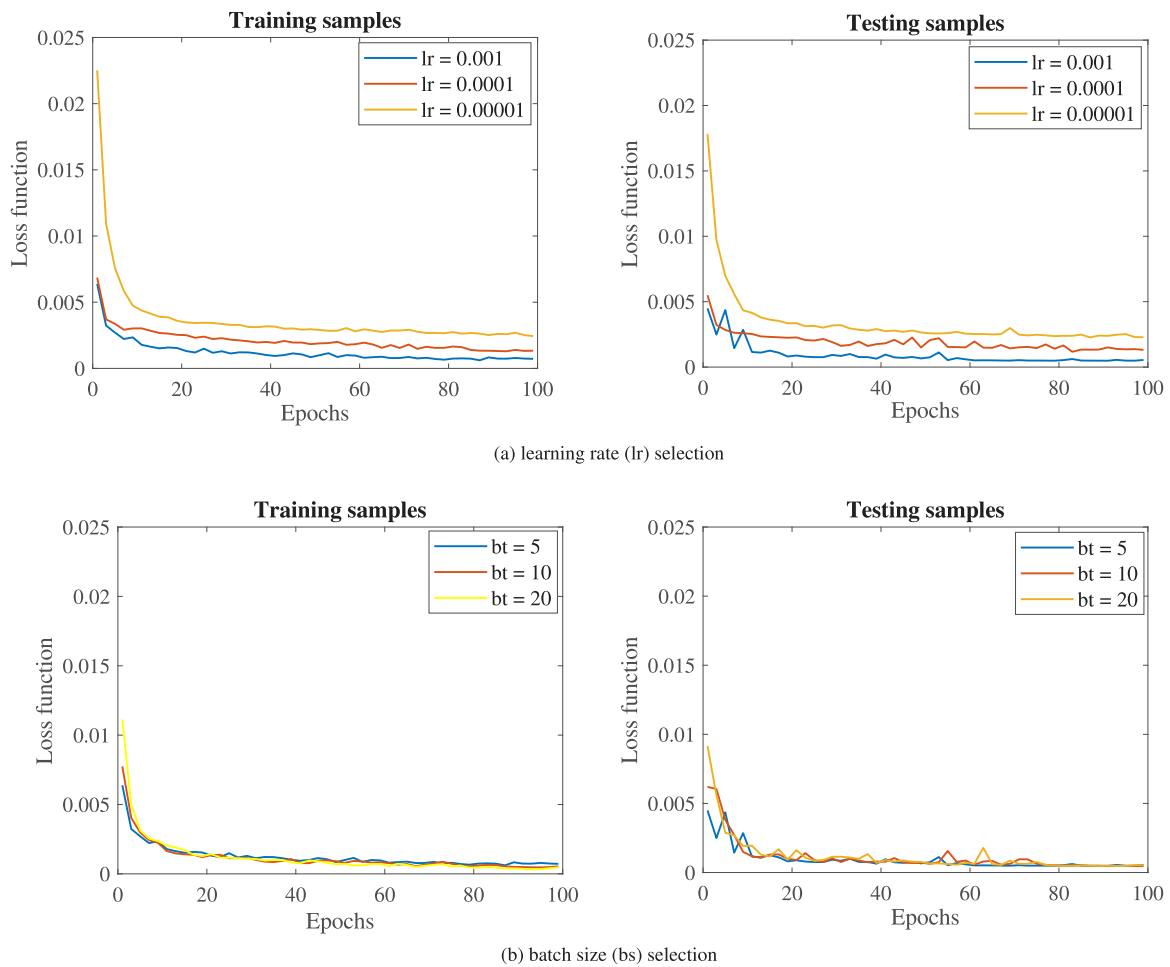 Training samples
0.025
0.02
0.015
0.01
0.005
0
Loss function
0 20 40 60 80 100
Epochs
lr = 0.001
lr = 0.0001
lr = 0.00001
Testing samples
0.025
0.02
0.015
0.01
0.005
0
Loss function
0 20 40 60 80 100
Epochs
lr = 0.001
lr = 0.0001
lr = 0.00001
(a) learning rate (lr) selection
Training samples
0.025
0.02
0.015
0.01
0.005
0
Loss function
0 20 40 60 80 100
Epochs
bt = 5
bt = 10
bt = 20
Testing samples
0.025
0.02
0.015
0.01
0.005
0
Loss function
0 20 40 60 80 100
Epochs
bt = 5
bt = 10
bt = 20
(b) batch size (bs) selection